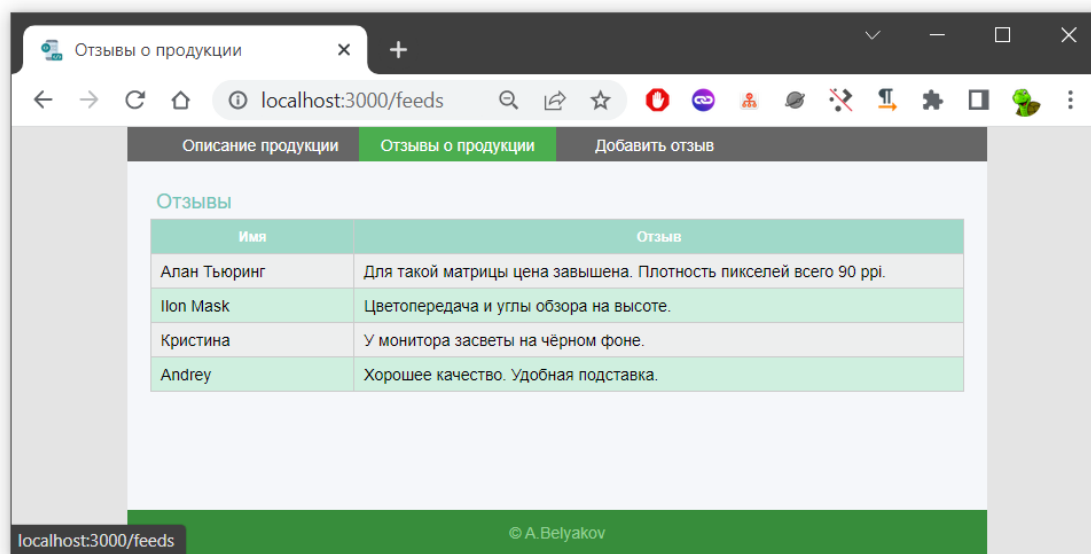 Отзывы о продукции
localhost:3000/feeds
Описание продукции Отзывы о продукции Добавить отзыв
Отзывы
Имя Отзыв
Алан Тьюринг Для такой матрицы цена завышена. Плотность пикселей всего 90 ppi.
Ilon Mask Цветопередача и углы обзора на высоте.
Кристина У монитора засветы на чёрном фоне.
Andrey Хорошее качество. Удобная подставка.
© A.Belyakov
localhost:3000/feeds